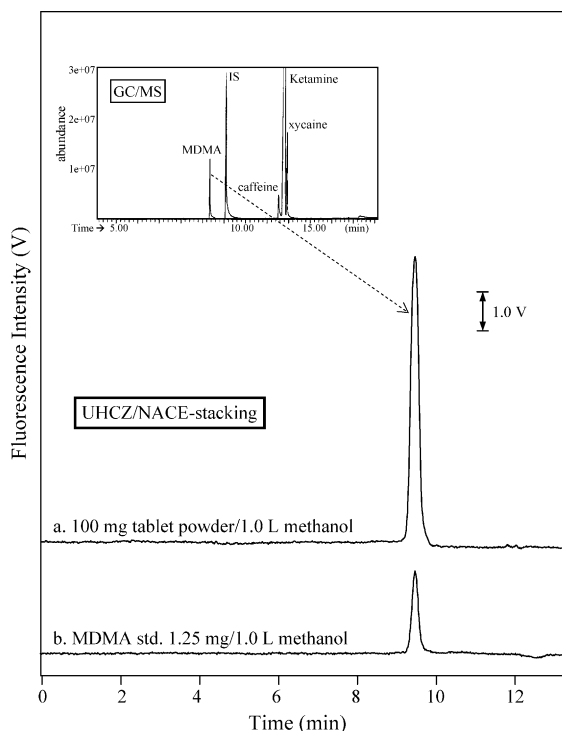 3e+07
2e+07
1e+07
abundance
GC/MS
IS
Ketamine
xycaine
MDMA
caffeine
Time → 5.00 10.00 15.00 (min)
1.0 V
Fluorescence Intensity (V)
UHCZ/NACE-stacking
a. 100 mg tablet powder/1.0 L methanol
b. MDMA std. 1.25 mg/1.0 L methanol
0 2 4 6 8 10 12
Time (min)